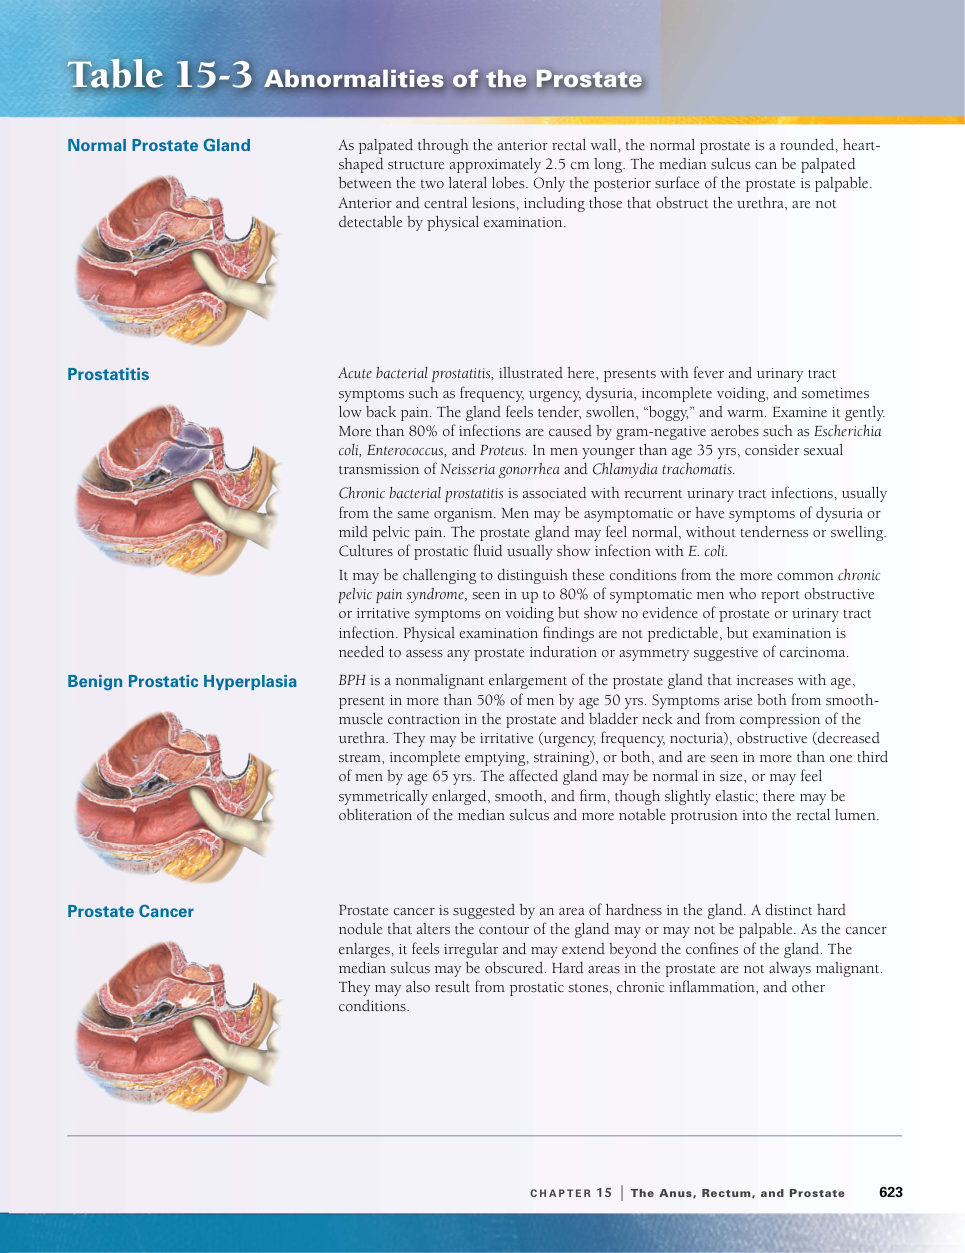 Table 15-3 Abnormalities of the Prostate
Normal Prostate Gland
As palpated through the anterior rectal wall, the normal prostate is a rounded, heart-
shaped structure approximately 2.5 cm long. The median sulcus can be palpated
between the two lateral lobes. Only the posterior surface of the prostate is palpable.
Anterior and central lesions, including those that obstruct the urethra, are not
detectable by physical examination.
Prostatitis
Acute bacterial prostatitis, illustrated here, presents with fever and urinary tract
symptoms such as frequency, urgency, dysuria, incomplete voiding, and sometimes
low back pain. The gland feels tender, swollen, “boggy,” and warm. Examine it gently.
More than 80% of infections are caused by gram-negative aerobes such as Escherichia
coli, Enterococcus, and Proteus. In men younger than age 35 yrs, consider sexual
transmission of Neisseria gonorrhea and Chlamydia trachomatis.
Chronic bacterial prostatitis is associated with recurrent urinary tract infections, usually
from the same organism. Men may be asymptomatic or have symptoms of dysuria or
mild pelvic pain. The prostate gland may feel normal, without tenderness or swelling.
Cultures of prostatic fluid usually show infection with E. coli.
It may be challenging to distinguish these conditions from the more common chronic
pelvic pain syndrome, seen in up to 80% of symptomatic men who report obstructive
or irritative symptoms on voiding but show no evidence of prostate or urinary tract
infection. Physical examination findings are not predictable, but examination is
needed to assess any prostate induration or asymmetry suggestive of carcinoma.
Benign Prostatic Hyperplasia
BPH is a nonmalignant enlargement of the prostate gland that increases with age,
present in more than 50% of men by age 50 yrs. Symptoms arise both from smooth-
muscle contraction in the prostate and bladder neck and from compression of the
urethra. They may be irritative (urgency, frequency, nocturia), obstructive (decreased
stream, incomplete emptying, straining), or both, and are seen in more than one third
of men by age 65 yrs. The affected gland may be normal in size, or may feel
symmetrically enlarged, smooth, and firm, though slightly elastic; there may be
obliteration of the median sulcus and more notable protrusion into the rectal lumen.
Prostate Cancer
Prostate cancer is suggested by an area of hardness in the gland. A distinct hard
nodule that alters the contour of the gland may or may not be palpable. As the cancer
enlarges, it feels irregular and may extend beyond the confines of the gland. The
median sulcus may be obscured. Hard areas in the prostate are not always malignant.
They may also result from prostatic stones, chronic inflammation, and other
conditions.
CHAPTER 15 | The Anus, Rectum, and Prostate 623